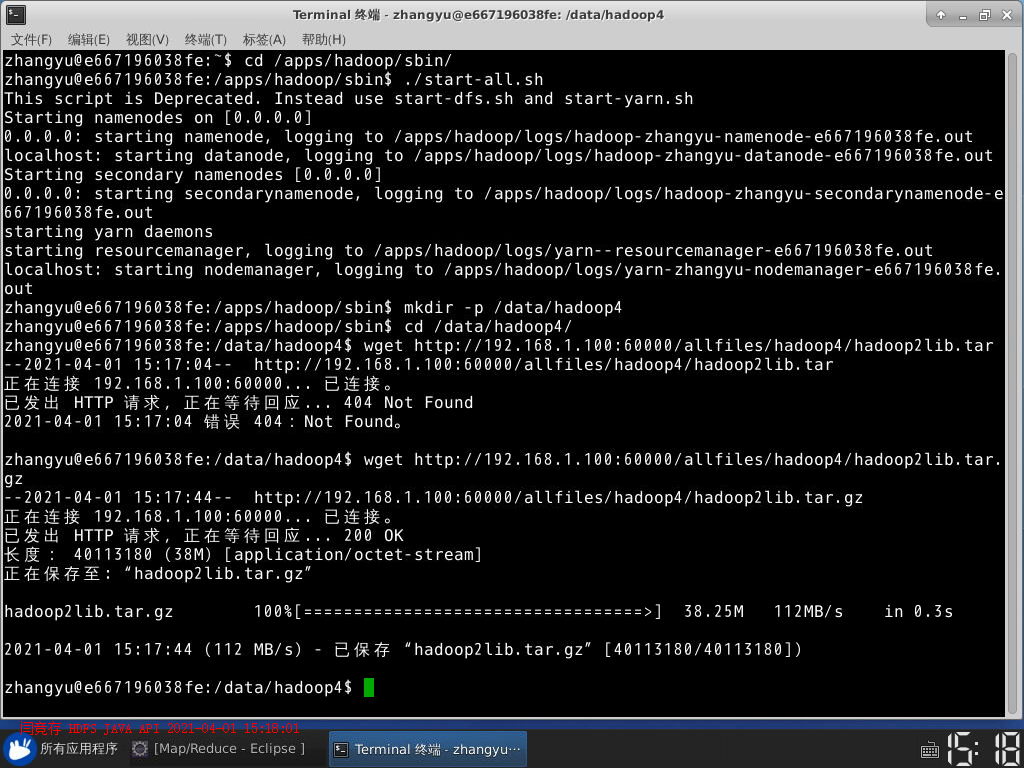 Terminal 终端 - zhangyu@e667196038fe: /data/hadoop4
文件(F) 编辑(E) 视图(V) 终端(T) 标签(A) 帮助(H)
zhangyu@e667196038fe:~$ cd /apps/hadoop/sbin/
zhangyu@e667196038fe:/apps/hadoop/sbin$ ./start-all.sh
This script is Deprecated. Instead use start-dfs.sh and start-yarn.sh
Starting namenodes on [0.0.0.0]
0.0.0.0: starting namenode, logging to /apps/hadoop/logs/hadoop-zhangyu-namenode-e667196038fe.out
localhost: starting datanode, logging to /apps/hadoop/logs/hadoop-zhangyu-datanode-e667196038fe.out
Starting secondary namenodes [0.0.0.0]
0.0.0.0: starting secondarynamenode, logging to /apps/hadoop/logs/hadoop-zhangyu-secondarynamenode-e
667196038fe.out
starting yarn daemons
starting resourcemanager, logging to /apps/hadoop/logs/yarn--resourcemanager-e667196038fe.out
localhost: starting nodemanager, logging to /apps/hadoop/logs/yarn-zhangyu-nodemanager-e667196038fe.
out
zhangyu@e667196038fe:/apps/hadoop/sbin$ mkdir -p /data/hadoop4
zhangyu@e667196038fe:/apps/hadoop/sbin$ cd /data/hadoop4/
zhangyu@e667196038fe:/data/hadoop4$ wget http://192.168.1.100:60000/allfiles/hadoop4/hadoop2lib.tar
--2021-04-01 15:17:04--  http://192.168.1.100:60000/allfiles/hadoop4/hadoop2lib.tar
正在连接 192.168.1.100:60000... 已连接。
已发出 HTTP 请求，正在等待回应... 404 Not Found
2021-04-01 15:17:04 错误 404：Not Found。
zhangyu@e667196038fe:/data/hadoop4$ wget http://192.168.1.100:60000/allfiles/hadoop4/hadoop2lib.tar.
gz
--2021-04-01 15:17:44--  http://192.168.1.100:60000/allfiles/hadoop4/hadoop2lib.tar.gz
正在连接 192.168.1.100:60000... 已连接。
已发出 HTTP 请求，正在等待回应... 200 OK
长度： 40113180 (38M) [application/octet-stream]
正在保存至: “hadoop2lib.tar.gz”
hadoop2lib.tar.gz 100%[==================================>] 38.25M 112MB/s in 0.3s
2021-04-01 15:17:44 (112 MB/s) - 已保存 “hadoop2lib.tar.gz” [40113180/40113180])
zhangyu@e667196038fe:/data/hadoop4$
HDFS JAVA API 2021-04-01 15:18:01
所有应用程序 [Map/Reduce - Eclipse ] Terminal 终端 - zhangyu⋯ 15:18